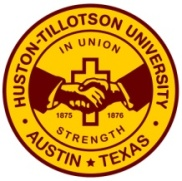 HUSTON-TILLOTSON UNIVERSITY
IN UNION
1875 1876
STRENGTH
AUSTIN ★ TEXAS